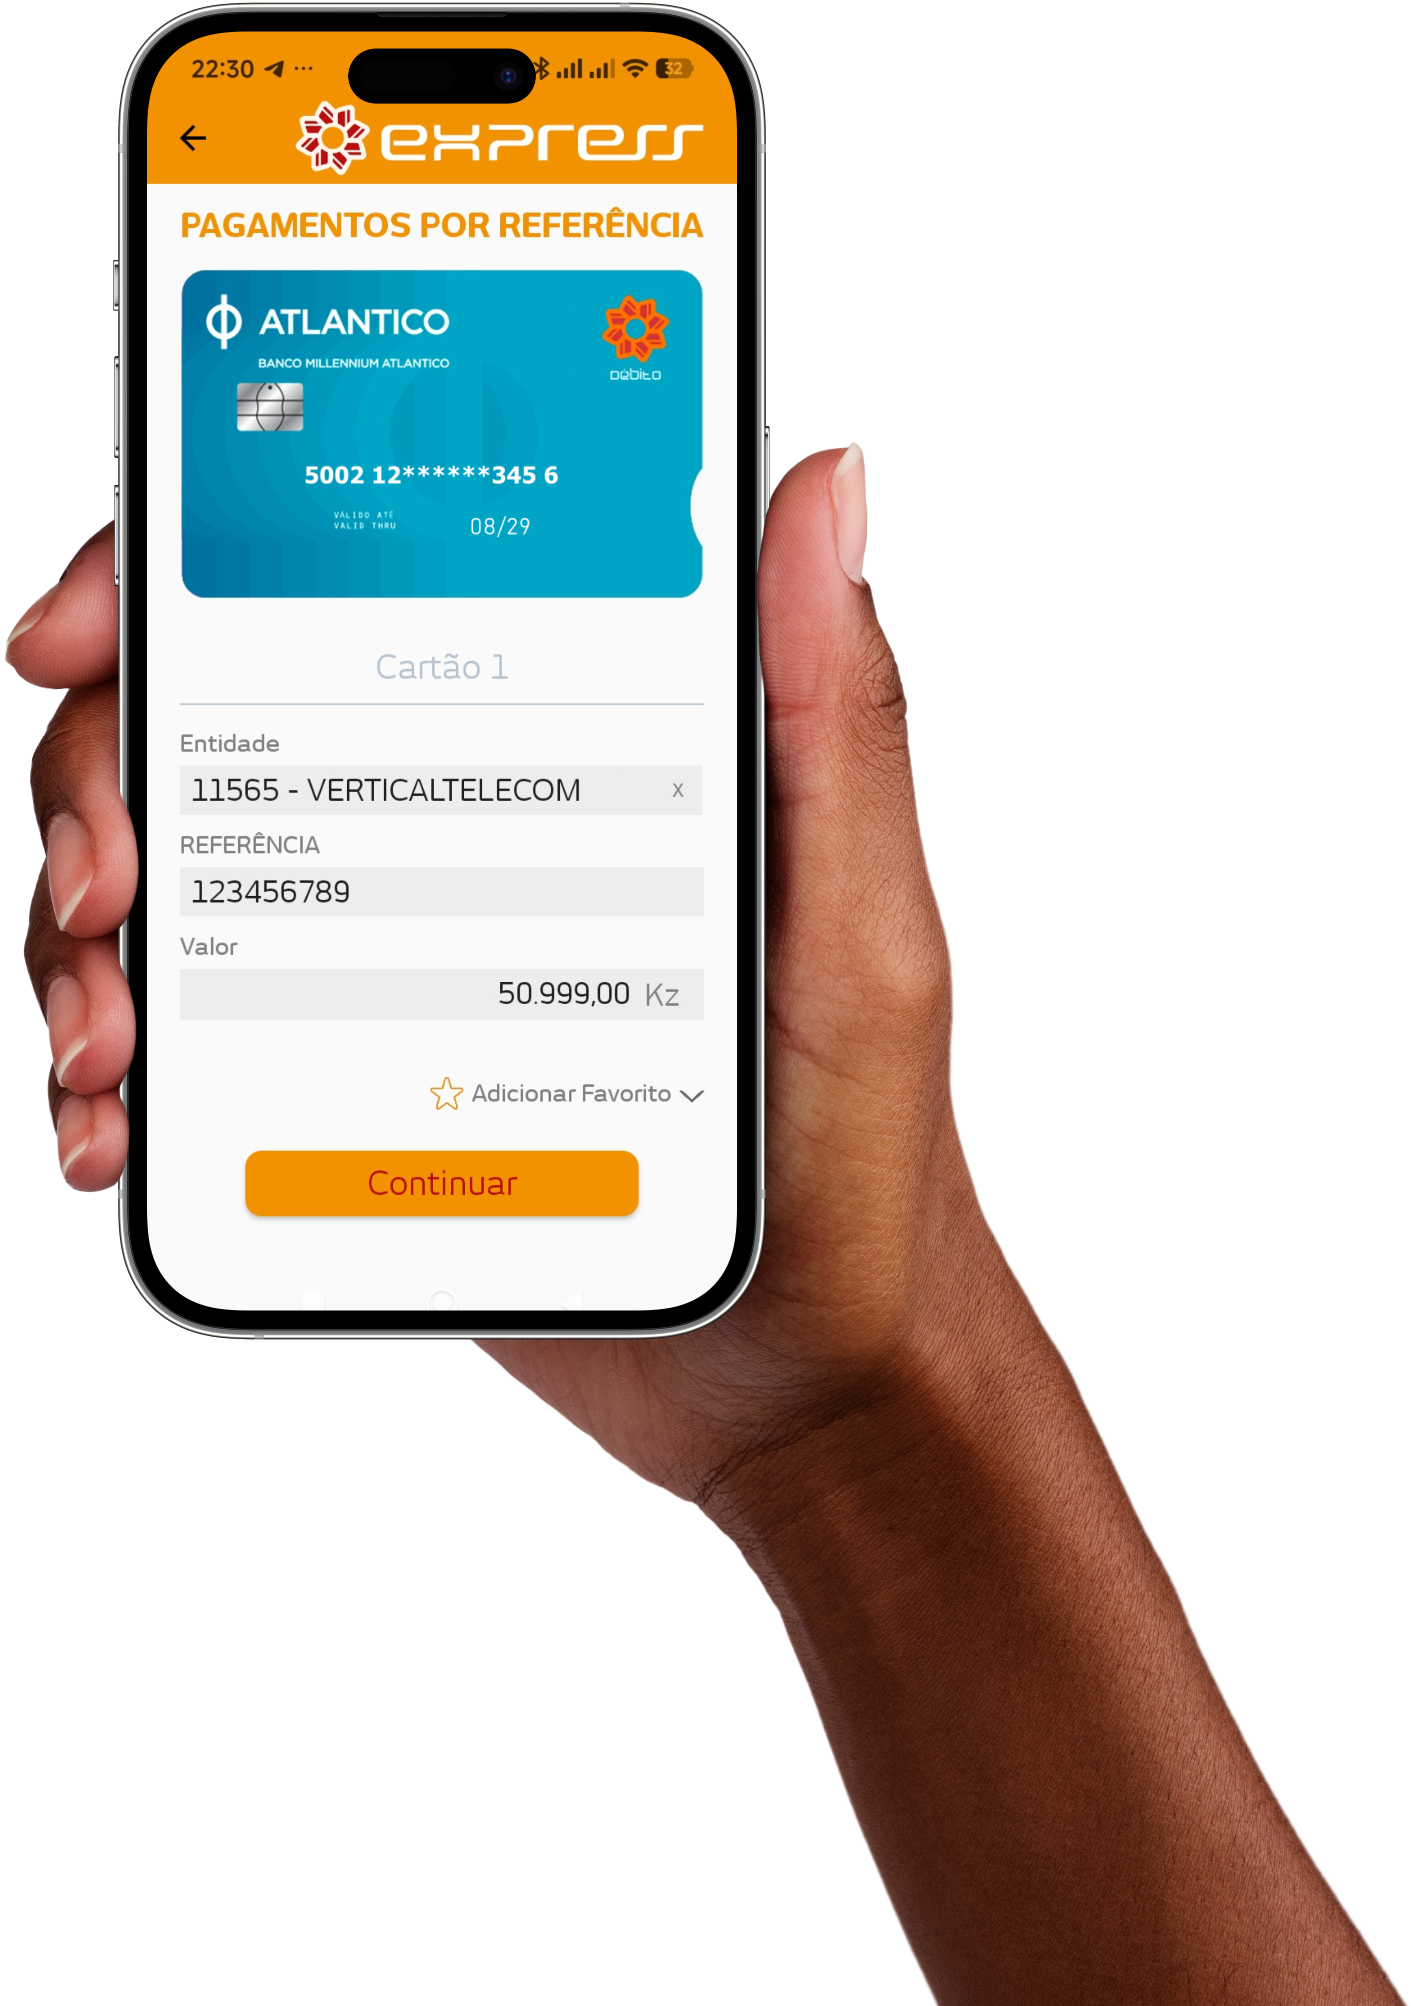 22:30
32
express
PAGAMENTOS POR REFERÊNCIA
ATLANTICO
BANCO MILLENNIUM ATLANTICO
DéBITO
5002 12******345 6
VÁLIDO ATÉ
VALID THRU
08/29
Cartão 1
Entidade
11565 - VERTICALTELECOM
x
REFERÊNCIA
123456789
Valor
50.999,00 Kz
Adicionar Favorito
Continuar